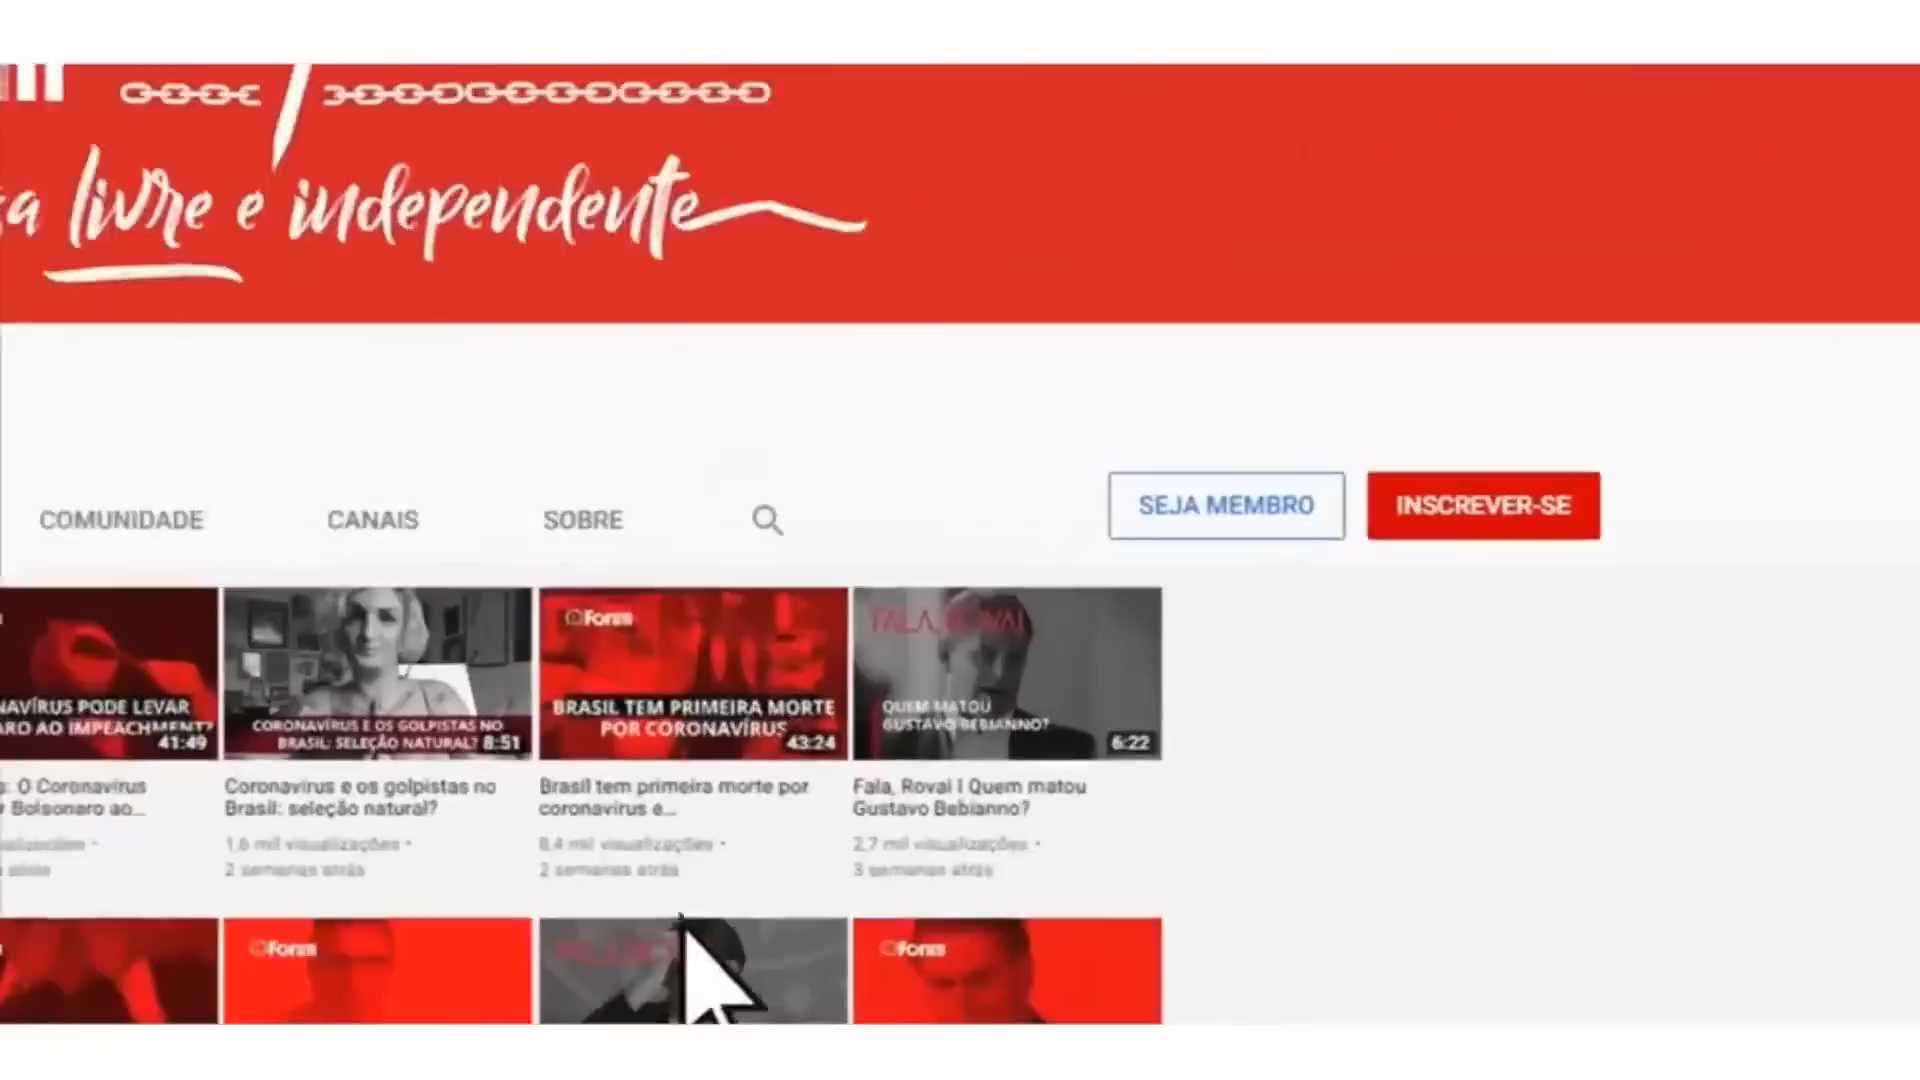 livre e independente
COMUNIDADE CANAIS SOBRE SEJA MEMBRO INSCREVER-SE
PODE LEVAR
AO IMPEACHMENT?
41:49
CORONAVÍRUS E OS GOLPISTAS NO
BRASIL: SELEÇÃO NATURAL? 8:51
Forum
BRASIL TEM PRIMEIRA MORTE
POR CORONAVÍRUS
43:24
FALA, ROVAI
QUEM MATOU
GUSTAVO BEBIANNO?
6:22
O Coronavírus
Bolsonaro ao...
Coronavírus e os golpistas no
Brasil: seleção natural?
1,6 mil visualizações •
2 semanas atrás
Brasil tem primeira morte por
coronavírus e...
8,4 mil visualizações •
2 semanas atrás
Fala, Rovai | Quem matou
Gustavo Bebianno?
2,7 mil visualizações •
3 semanas atrás
Forum
Forum